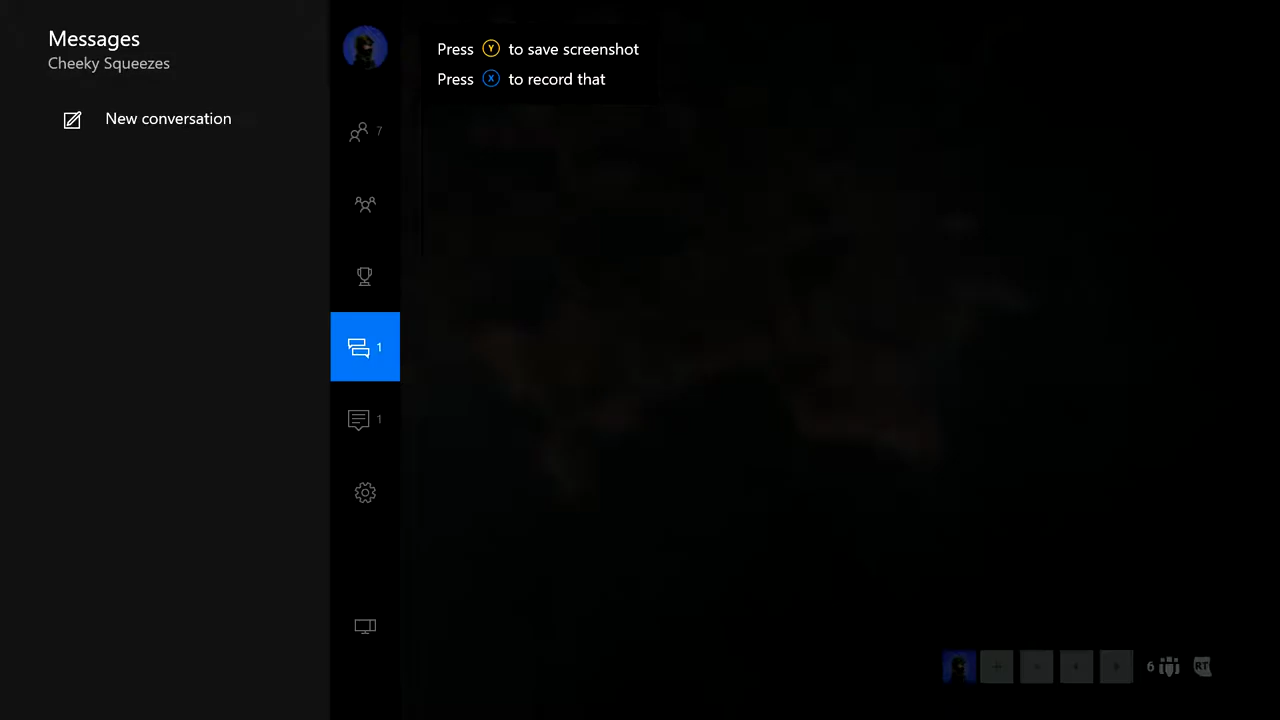 Messages
Cheeky Squeezes
New conversation
7
1
1
Press Y to save screenshot
Press X to record that
6
RT